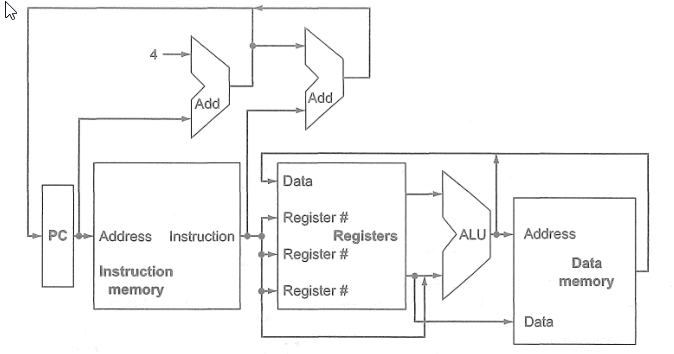 4
Add
Add
Data
Register #
PC
Address
Instruction
Registers
ALU
Address
Register #
Instruction
memory
Data
memory
Register #
Data